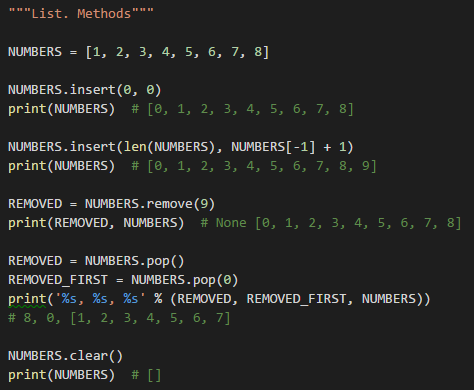 """List. Methods"""
NUMBERS = [1, 2, 3, 4, 5, 6, 7, 8]
NUMBERS.insert(0, 0)
print(NUMBERS)  # [0, 1, 2, 3, 4, 5, 6, 7, 8]
NUMBERS.insert(len(NUMBERS), NUMBERS[-1] + 1)
print(NUMBERS)  # [0, 1, 2, 3, 4, 5, 6, 7, 8, 9]
REMOVED = NUMBERS.remove(9)
print(REMOVED, NUMBERS)  # None [0, 1, 2, 3, 4, 5, 6, 7, 8]
REMOVED = NUMBERS.pop()
REMOVED_FIRST = NUMBERS.pop(0)
print('%s, %s, %s' % (REMOVED, REMOVED_FIRST, NUMBERS))
# 8, 0, [1, 2, 3, 4, 5, 6, 7]
NUMBERS.clear()
print(NUMBERS)  # []